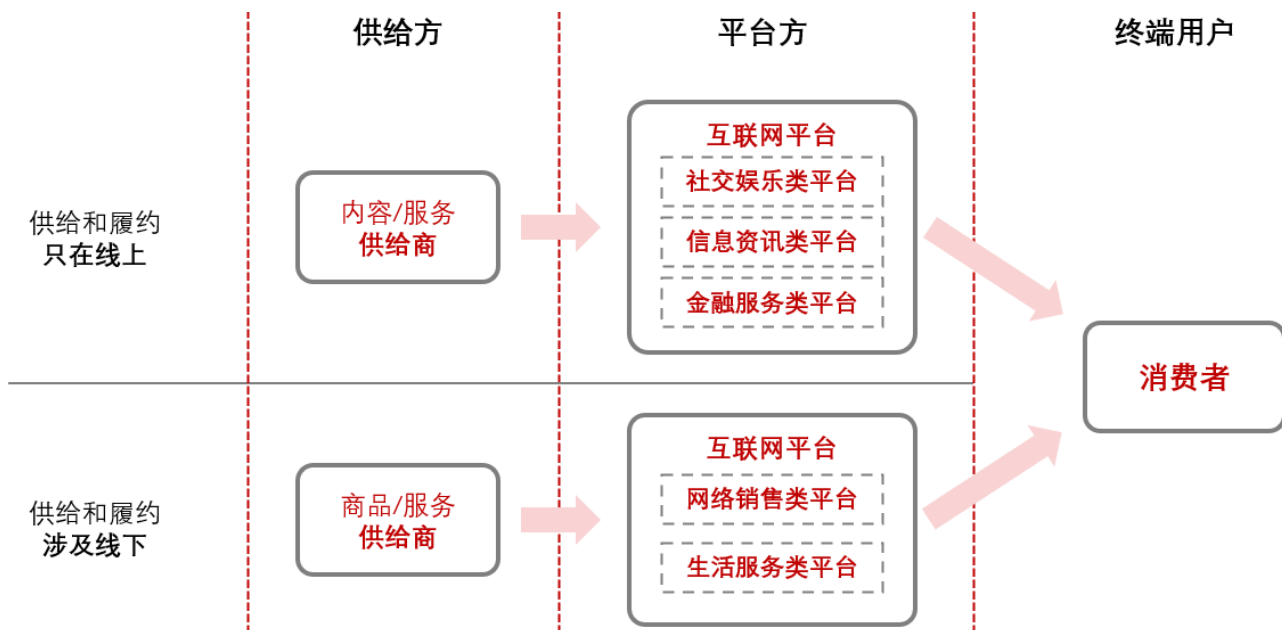 供给方
平台方
终端用户
供给和履约
只在线上
内容/服务
供给商
互联网平台
社交娱乐类平台
信息资讯类平台
金融服务类平台
消费者
供给和履约
涉及线下
商品/服务
供给商
互联网平台
网络销售类平台
生活服务类平台